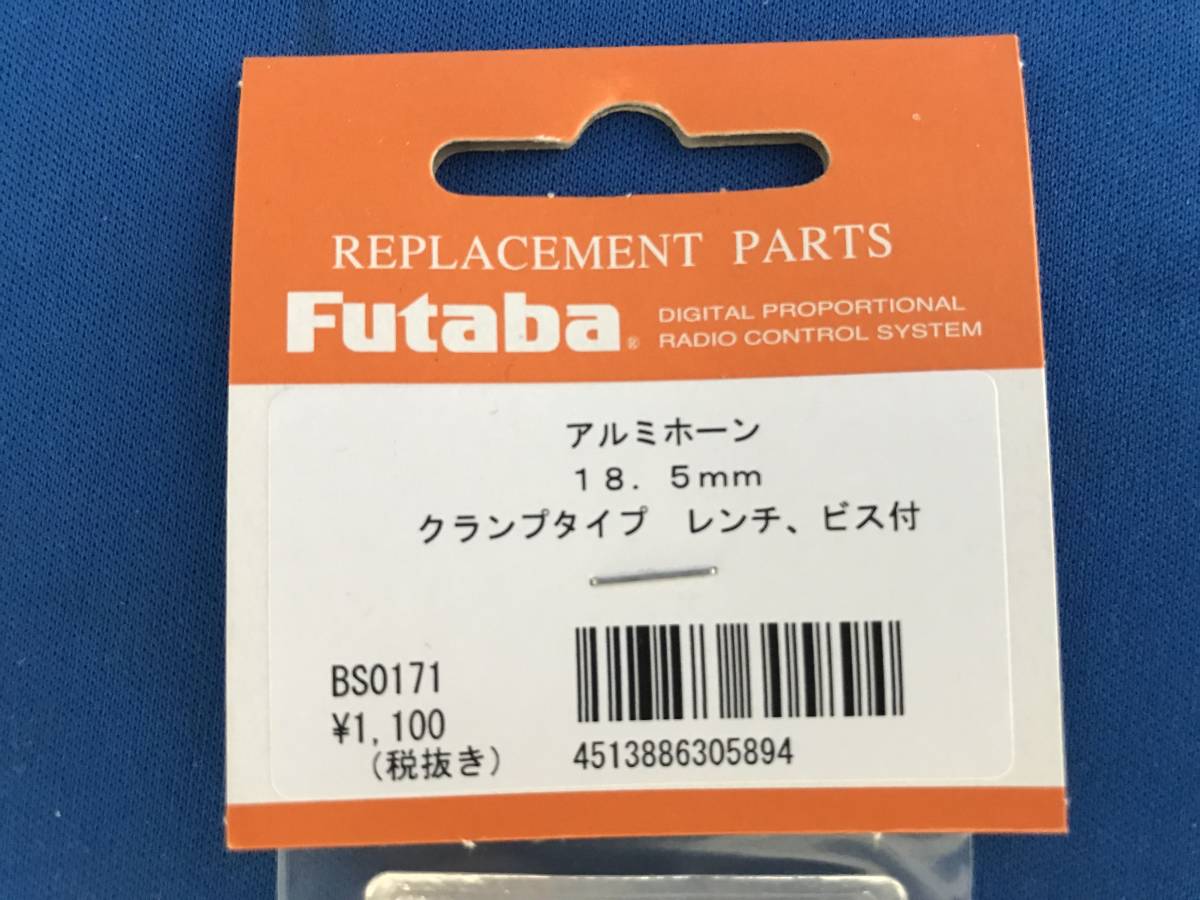 REPLACEMENT PARTS
Futaba®
DIGITAL PROPORTIONAL
RADIO CONTROL SYSTEM
アルミホーン
１８．５ｍｍ
クランプタイプ　レンチ、ビス付
BS0171
¥1,100
（税抜き）
4513886305894